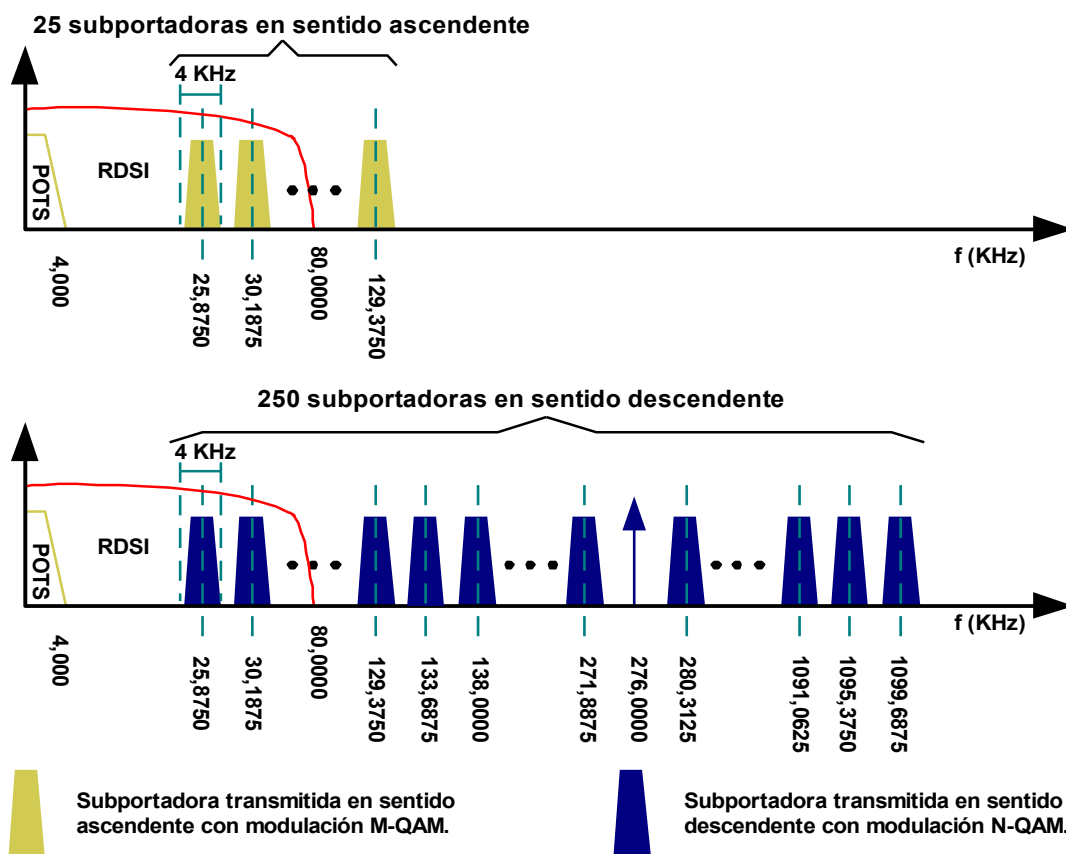 25 subportadoras en sentido ascendente
4 KHz
POTS
RDSI
f (KHz)
4,000
25,8750
30,1875
80,0000
129,3750
250 subportadoras en sentido descendente
4 KHz
POTS
RDSI
f (KHz)
4,000
25,8750
30,1875
80,0000
129,3750
133,6875
138,0000
271,8875
276,0000
280,3125
1091,0625
1095,3750
1099,6875
Subportadora transmitida en sentido
ascendente con modulación M-QAM.
Subportadora transmitida en sentido
descendente con modulación N-QAM.